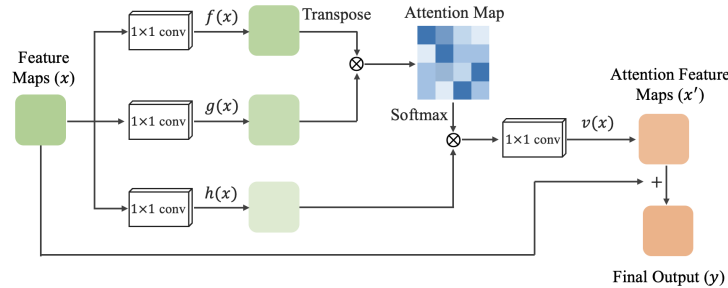 Feature
Maps (x)
1×1 conv
f(x)
Transpose
Attention Map
1×1 conv
g(x)
Softmax
1×1 conv
h(x)
1×1 conv
v(x)
Attention Feature
Maps (x′)
+
Final Output (y)